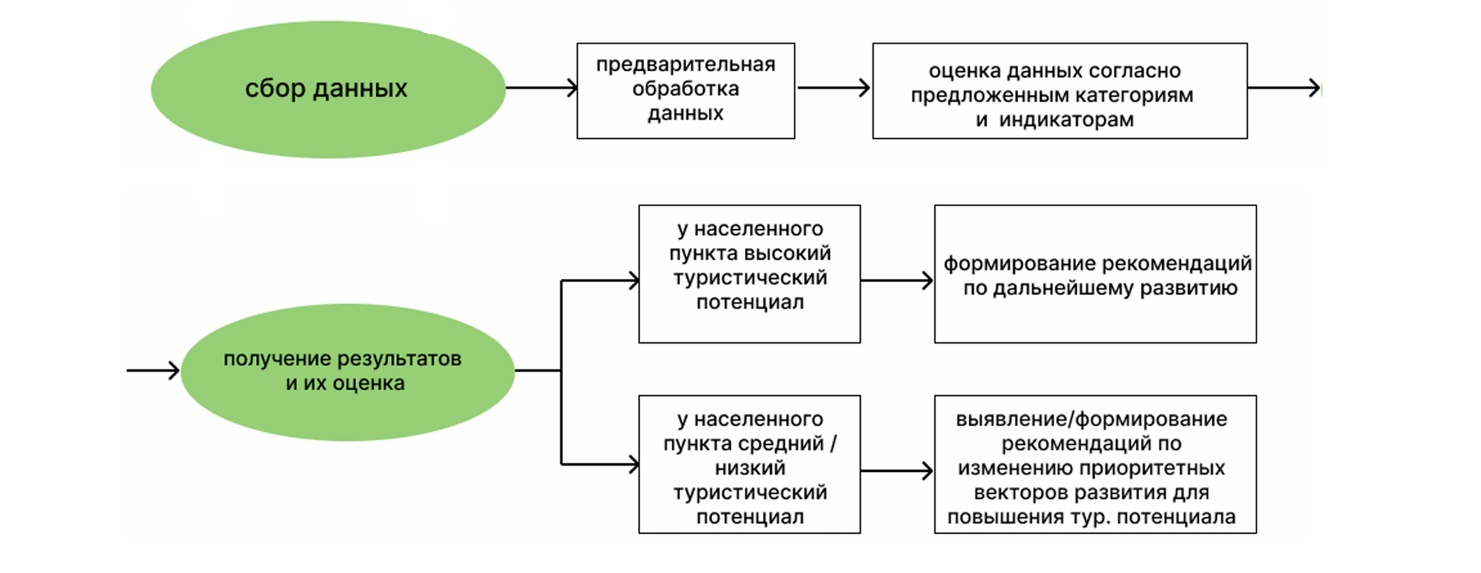 сбор данных
предварительная
обработка
данных
оценка данных согласно
предложенным категориям
и индикаторам
получение результатов
и их оценка
у населенного
пункта высокий
туристический
потенциал
формирование рекомендаций
по дальнейшему развитию
у населенного
пункта средний /
низкий
туристический
потенциал
выявление/формирование
рекомендаций по
изменению приоритетных
векторов развития для
повышения тур. потенциала